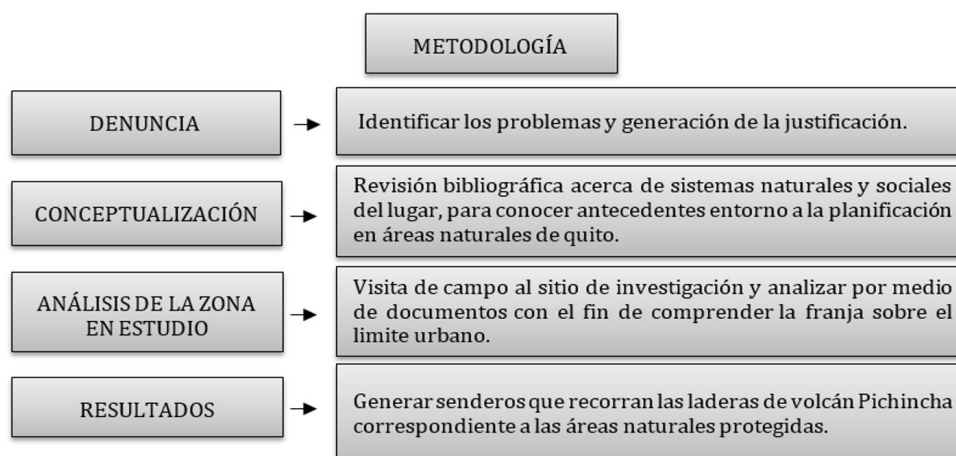 METODOLOGÍA
DENUNCIA
Identificar los problemas y generación de la justificación.
CONCEPTUALIZACIÓN
Revisión bibliográfica acerca de sistemas naturales y sociales
del lugar, para conocer antecedentes entorno a la planificación
en áreas naturales de quito.
ANÁLISIS DE LA ZONA
EN ESTUDIO
Visita de campo al sitio de investigación y analizar por medio
de documentos con el fin de comprender la franja sobre el
limite urbano.
RESULTADOS
Generar senderos que recorran las laderas de volcán Pichincha
correspondiente a las áreas naturales protegidas.